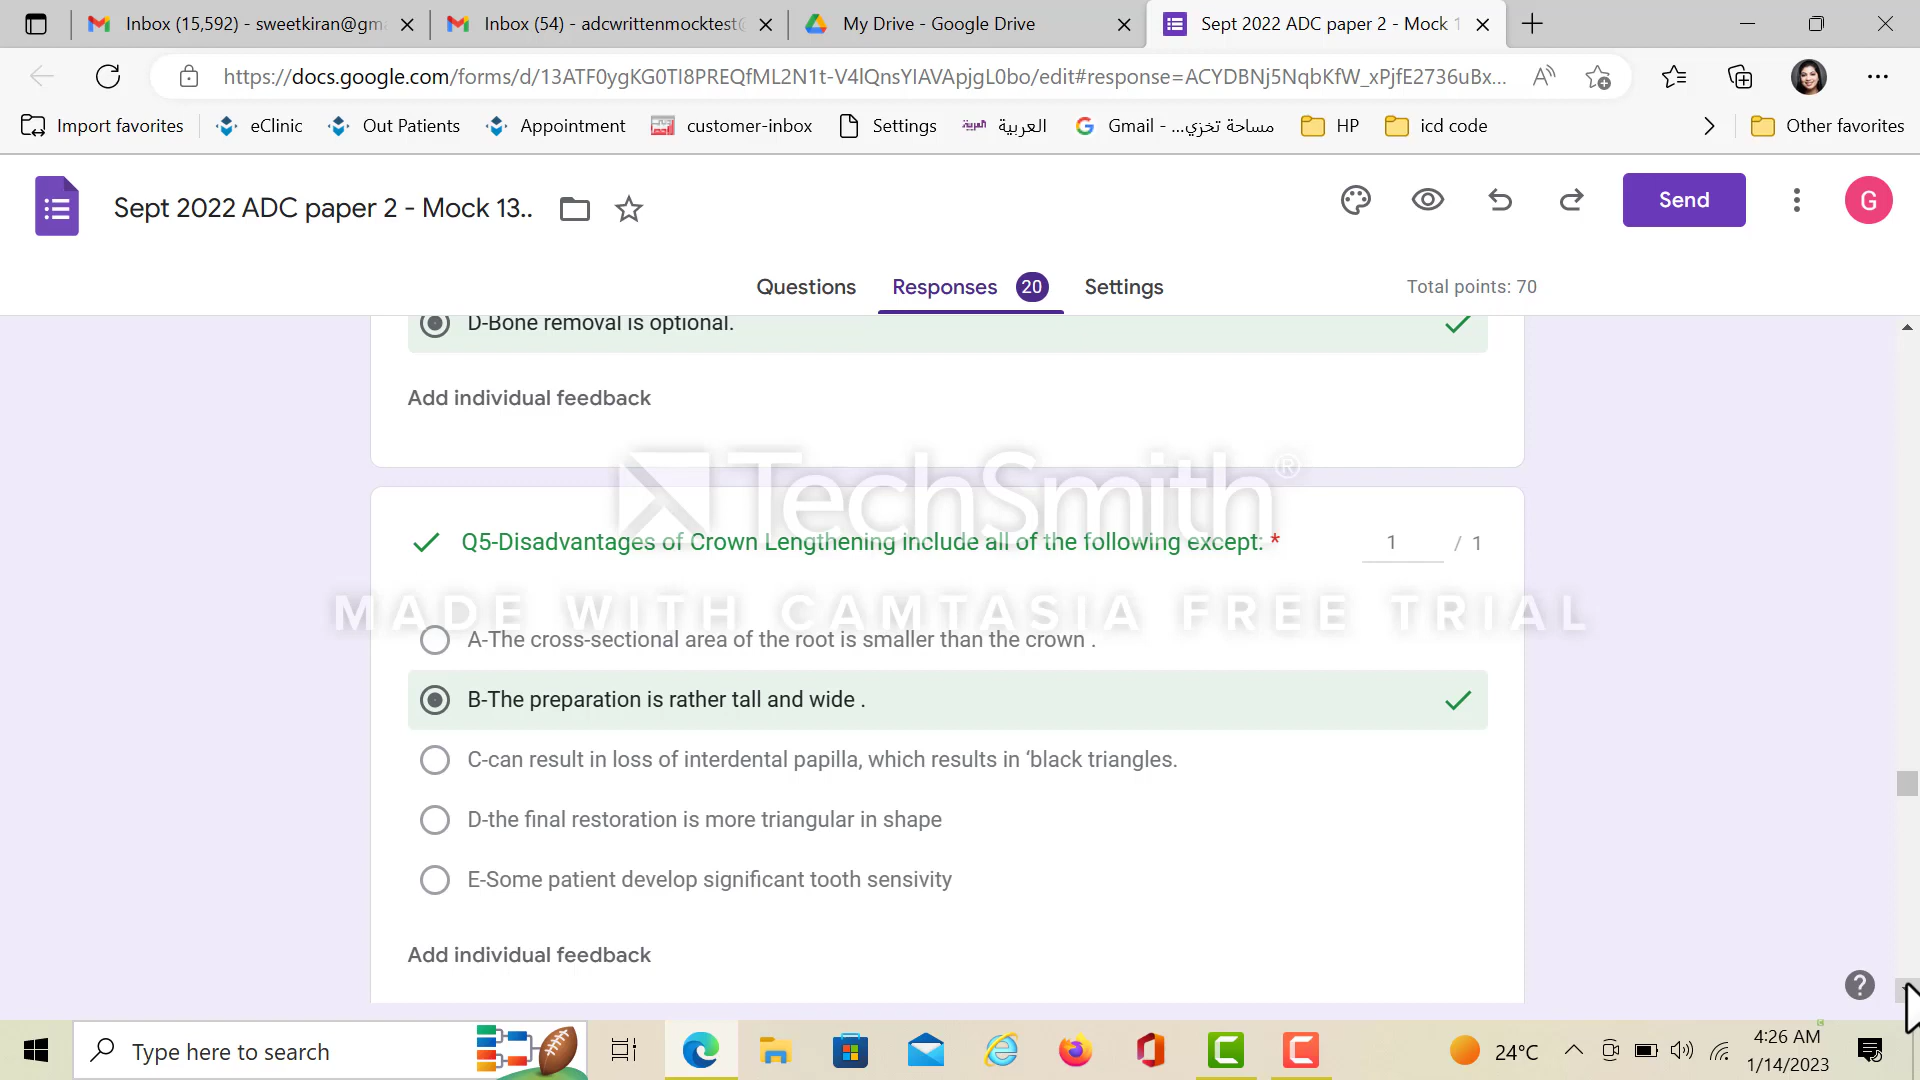 Inbox (15,592) - sweetkiran@gm
Inbox (54) - adcwrittenmocktest@
My Drive - Google Drive
Sept 2022 ADC paper 2 - Mock 1
https://docs.google.com/forms/d/13ATF0ygKG0TI8PREQfML2N1t-V4lQnsYIAVApjgL0bo/edit#response=ACYDBNj5NqbKfW_xPjfE2736uBx...
Import favorites
eClinic
Out Patients
Appointment
customer-inbox
Settings
العربية
Gmail - ...مساحة تخزي
HP
icd code
Other favorites
Sept 2022 ADC paper 2 - Mock 13..
Send
G
Questions
Responses 20
Settings
Total points: 70
D-Bone removal is optional.
Add individual feedback
TechSmith®
Q5-Disadvantages of Crown Lengthening include all of the following except: *
1 / 1
MADE WITH CAMTASIA FREE TRIAL
A-The cross-sectional area of the root is smaller than the crown .
B-The preparation is rather tall and wide .
C-can result in loss of interdental papilla, which results in ‘black triangles.
D-the final restoration is more triangular in shape
E-Some patient develop significant tooth sensivity
Add individual feedback
Type here to search
24°C
4:26 AM
1/14/2023